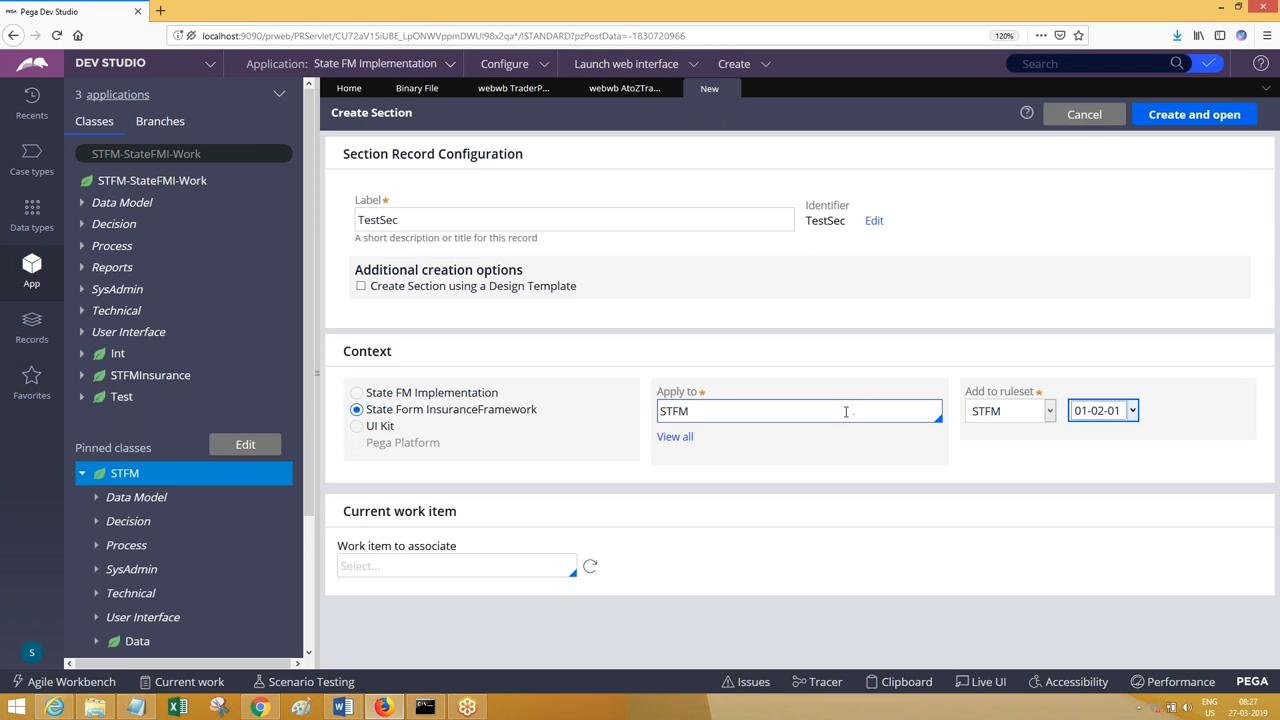 Pega Dev Studio
localhost:9090/prweb/PRServlet/CU72aV15iUBE_LpONWVppmDWUI98x2qa*/!STANDARD?pzPostData=-1830720966
120%
DEV STUDIO
Application: State FM Implementation
Configure
Launch web interface
Create
Search
3 applications
Home
Binary File
webwb TraderP...
webwb AtoZTra...
New
Recents
Classes
Branches
Create Section
Cancel
Create and open
STFM-StateFMI-Work
Section Record Configuration
Case types
STFM-StateFMI-Work
Data Model
Label
Identifier
Data types
TestSec
TestSec
Edit
Decision
A short description or title for this record
Process
Reports
Additional creation options
App
SysAdmin
Create Section using a Design Template
Technical
User Interface
Records
Int
Context
STFMInsurance
Favorites
Test
State FM Implementation
State Form InsuranceFramework
UI Kit
Pega Platform
Apply to
STFM
View all
Add to ruleset
STFM
01-02-01
Pinned classes
Edit
STFM
Data Model
Decision
Process
SysAdmin
Technical
User Interface
Data
Current work item
Work item to associate
Select...
S
Agile Workbench
Current work
Scenario Testing
Issues
Tracer
Clipboard
Live UI
Accessibility
Performance
PEGA
ENG
US
08:27
27-03-2019